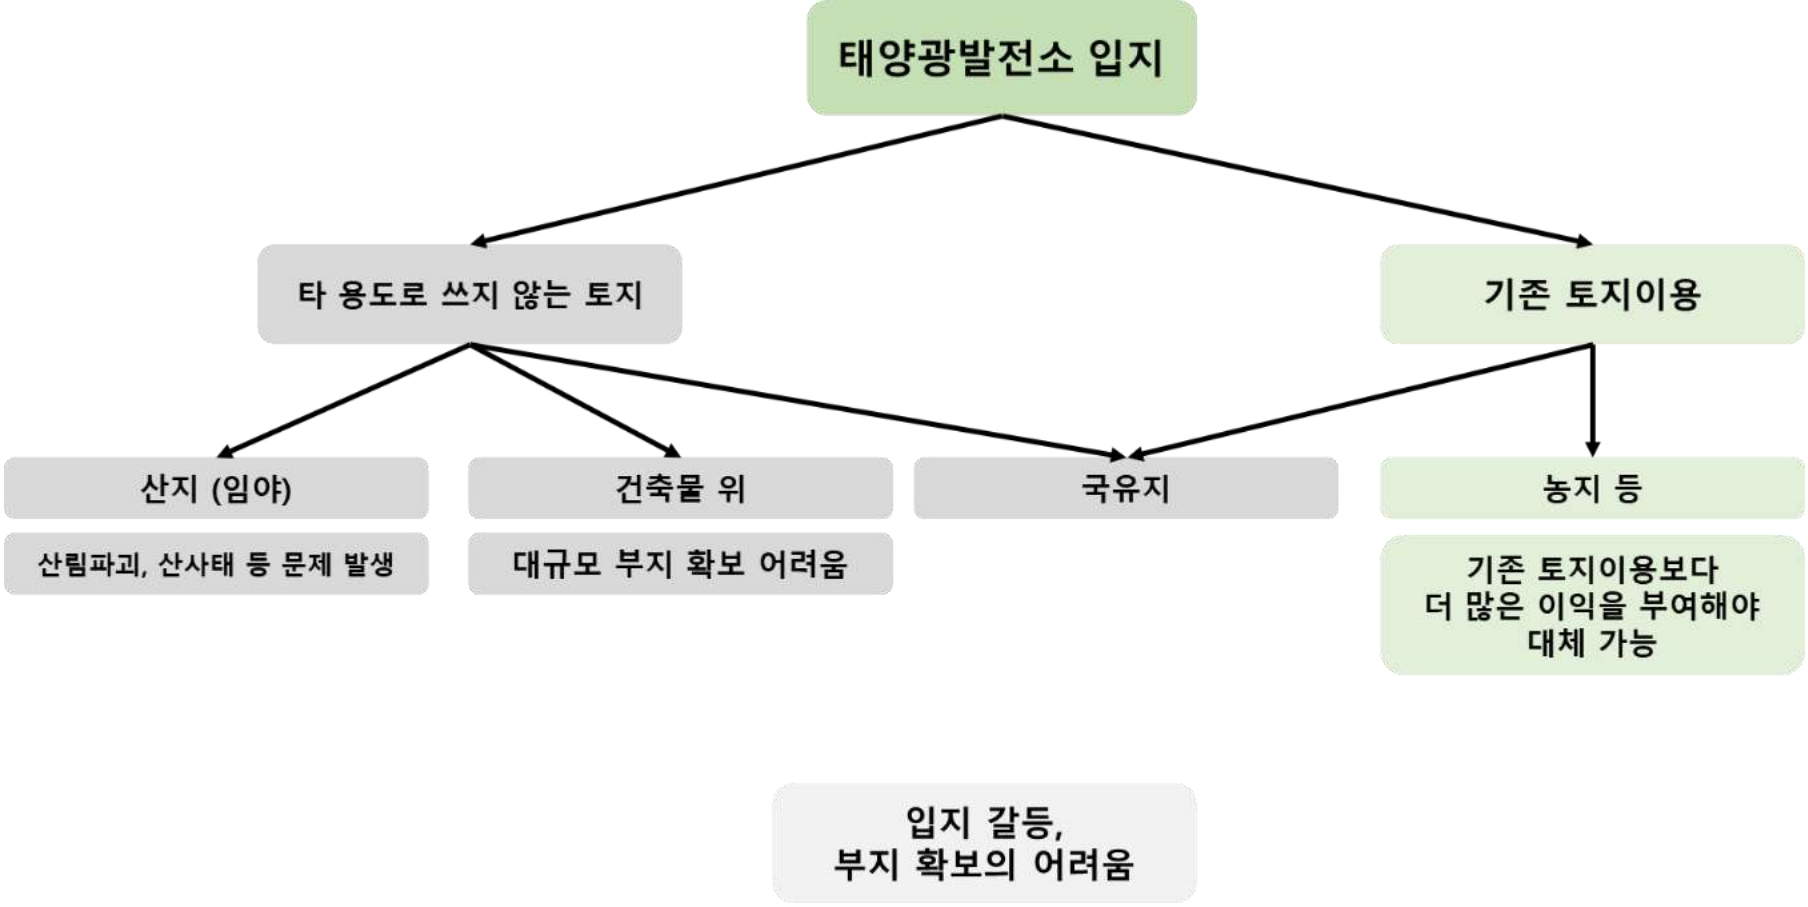 태양광발전소 입지
타 용도로 쓰지 않는 토지
기존 토지이용
산지 (임야)
건축물 위
국유지
농지 등
산림파괴, 산사태 등 문제 발생
대규모 부지 확보 어려움
기존 토지이용보다
더 많은 이익을 부여해야
대체 가능
입지 갈등,
부지 확보의 어려움